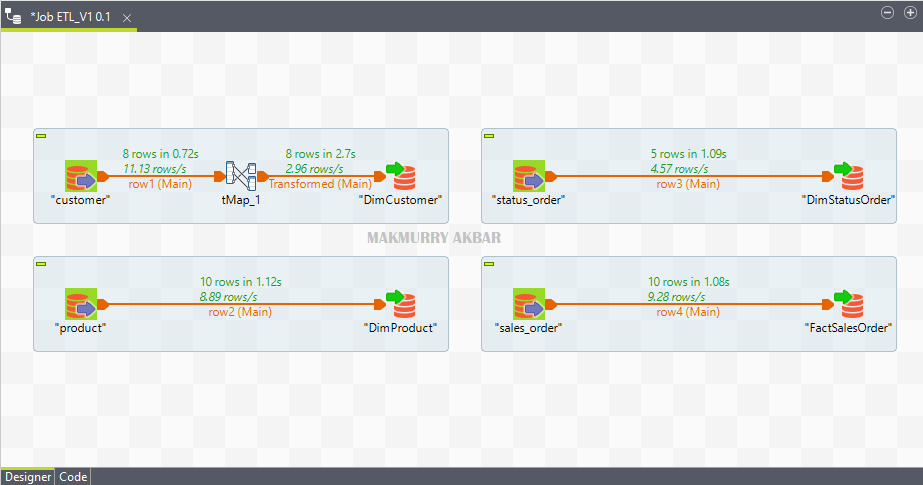 *Job ETL_V1 0.1
8 rows in 0.72s
11.13 rows/s
row1 (Main)
"customer"
tMap_1
8 rows in 2.7s
2.96 rows/s
Transformed (Main)
"DimCustomer"
5 rows in 1.09s
4.57 rows/s
row3 (Main)
"status_order"
"DimStatusOrder"
MAKMURRY AKBAR
10 rows in 1.12s
8.89 rows/s
row2 (Main)
"product"
"DimProduct"
10 rows in 1.08s
9.28 rows/s
row4 (Main)
"sales_order"
"FactSalesOrder"
Designer
Code